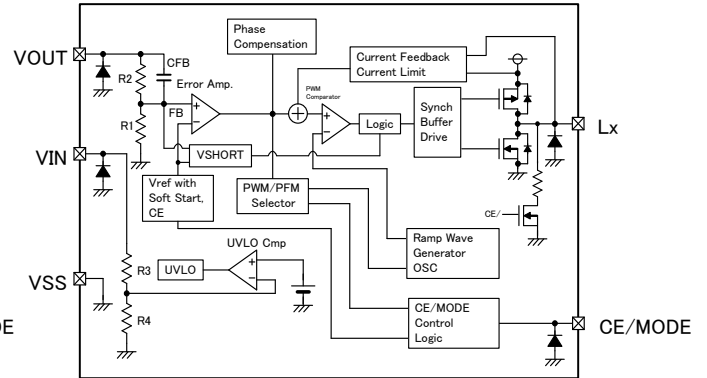 Phase
Compensation
VOUT
CFB
R2
Error Amp.
FB
R1
PWM
Comparator
Current Feedback
Current Limit
Logic
Synch
Buffer
Drive
Lx
VIN
VSHORT
Vref with
Soft Start,
CE
PWM/PFM
Selector
CE/
UVLO Cmp
UVLO
R3
R4
VSS
Ramp Wave
Generator
OSC
CE/MODE
Control
Logic
CE/MODE
DE